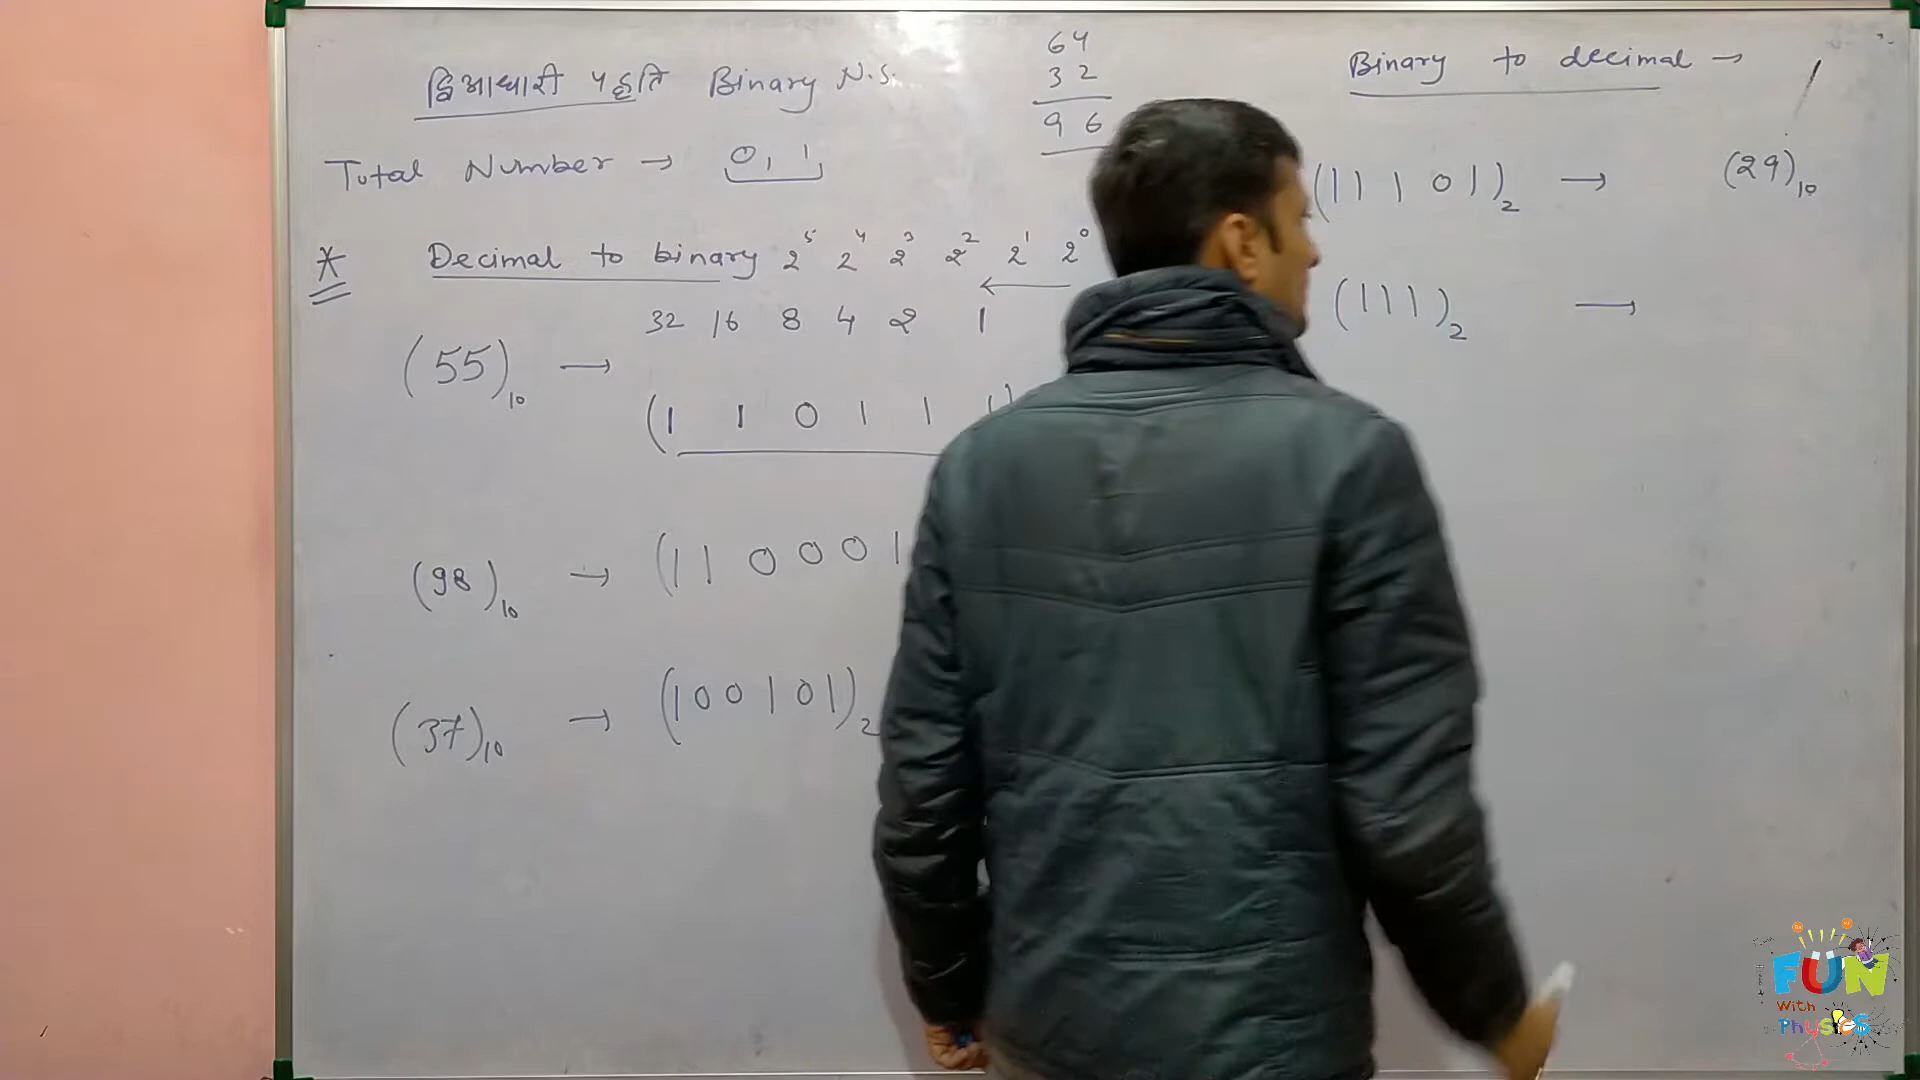 द्विआधारी पद्धति Binary N.S.
Total Number → 0, 1
* Decimal to binary 2⁵ 2⁴ 2³ 2² 2¹ 2⁰
←
32 16 8 4 2 1
(55)₁₀ →
(1 1 0 1 1 1)
(98)₁₀ → (1 1 0 0 0 1
(37)₁₀ → (100101)₂
64
32
96
Binary to decimal →
(11101)₂ → (29)₁₀
(111)₂ →
FUN
With
Physics